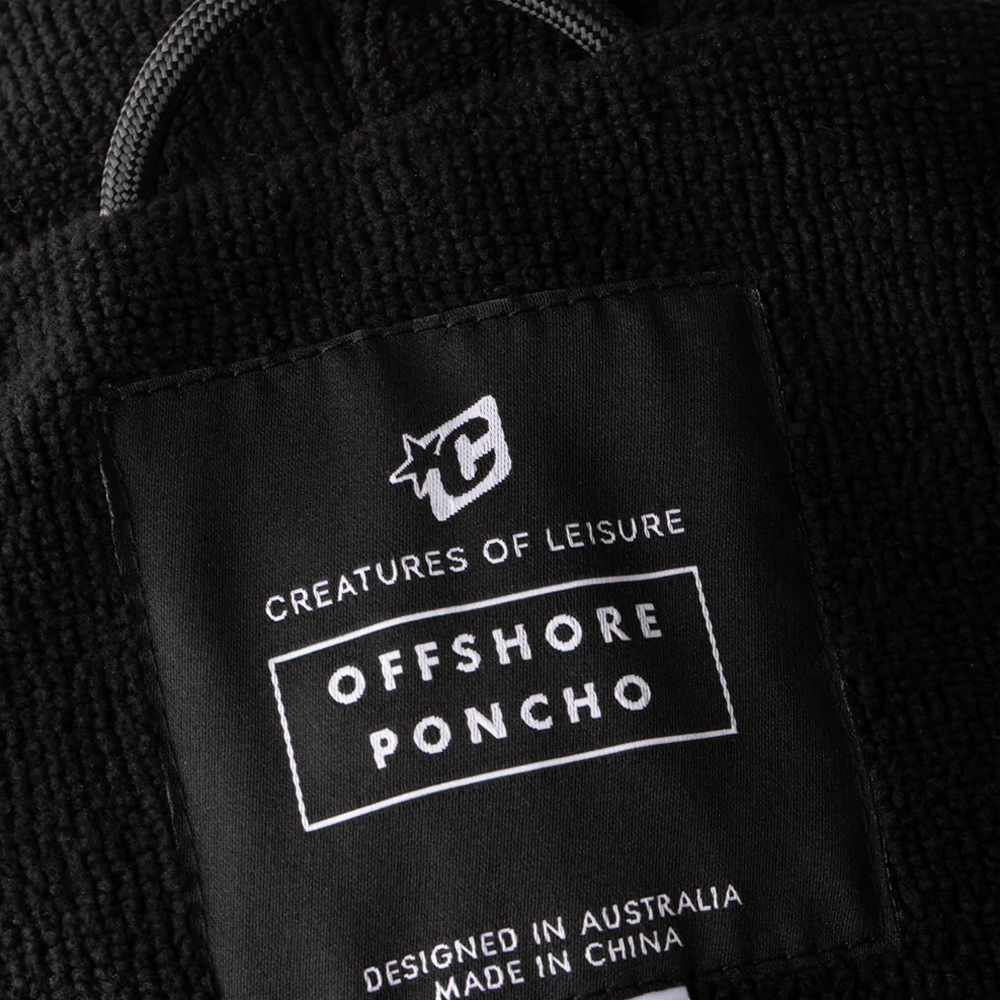 C
CREATURES OF LEISURE
OFFSHORE
PONCHO
DESIGNED IN AUSTRALIA
MADE IN CHINA